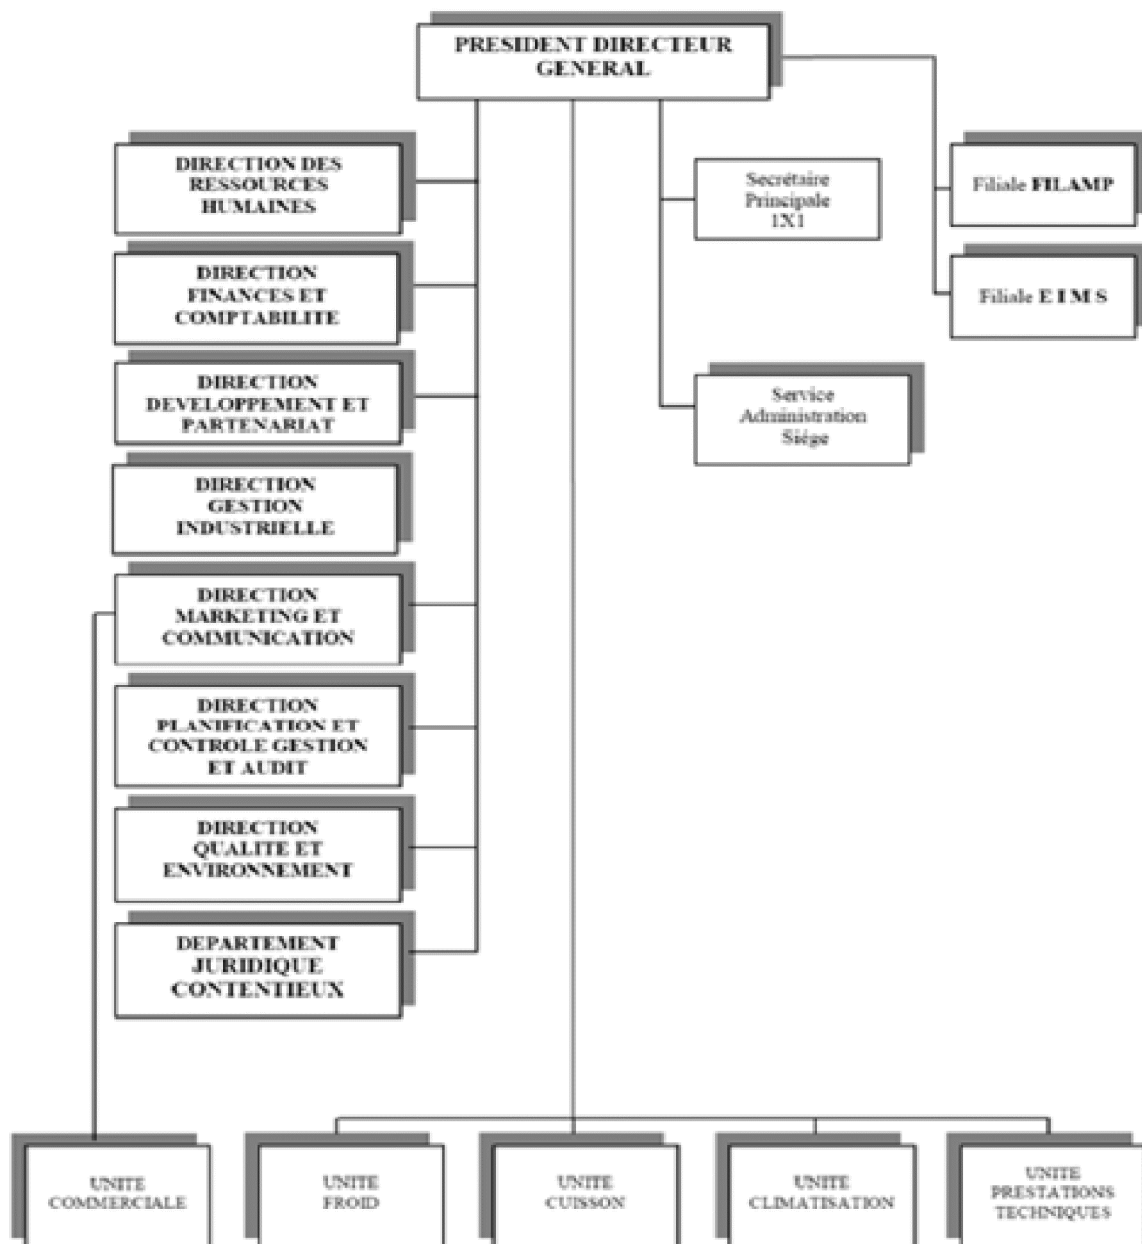 PRESIDENT DIRECTEUR
GENERAL
DIRECTION DES
RESSOURCES
HUMAINES
DIRECTION
FINANCES ET
COMPTABILITE
DIRECTION
DEVELOPPEMENT ET
PARTENARIAT
DIRECTION
GESTION
INDUSTRIELLE
DIRECTION
MARKETING ET
COMMUNICATION
DIRECTION
PLANIFICATION ET
CONTROLE GESTION
ET AUDIT
DIRECTION
QUALITE ET
ENVIRONNEMENT
DEPARTEMENT
JURIDIQUE
CONTENTIEUX
Secrétaire
Principale
1X1
Service
Administration
Siége
Filiale FILAMP
Filiale E I M S
UNITE
COMMERCIALE
UNITE
FROID
UNITE
CUISSON
UNITE
CLIMATISATION
UNITE
PRESTATIONS
TECHNIQUES